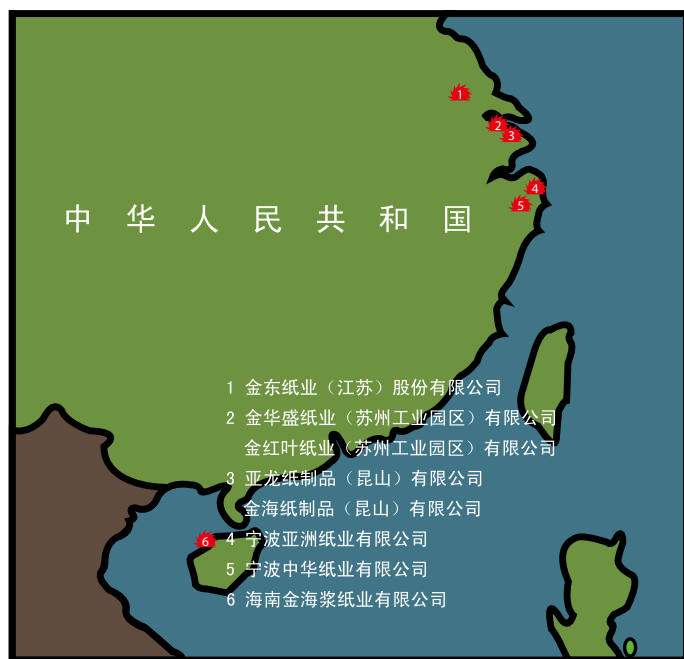 1
2
3
4
5
中华人民共和国
1 金东纸业（江苏）股份有限公司
2 金华盛纸业（苏州工业园区）有限公司
金红叶纸业（苏州工业园区）有限公司
3 亚龙纸制品（昆山）有限公司
金海纸制品（昆山）有限公司
6
4 宁波亚洲纸业有限公司
5 宁波中华纸业有限公司
6 海南金海浆纸业有限公司